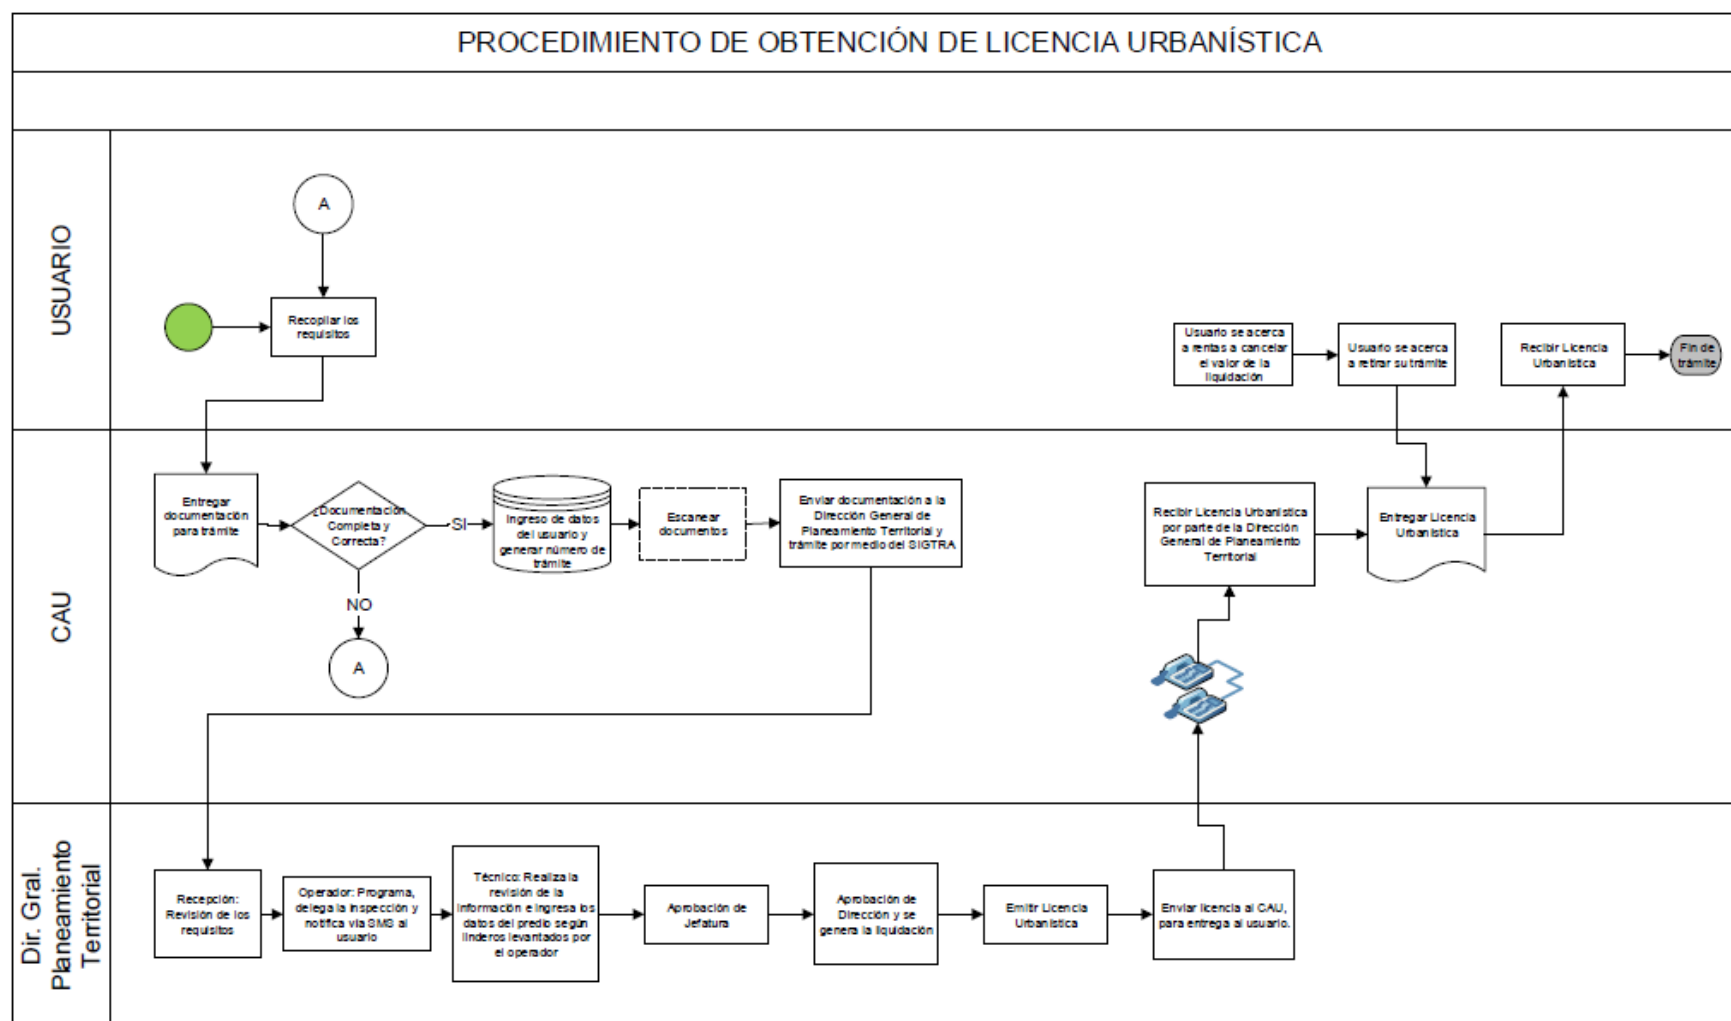 PROCEDIMIENTO DE OBTENCIÓN DE LICENCIA URBANÍSTICA
USUARIO
A
Recopilar los
requisitos
Usuario se acerca
a rentas a cancelar
el valor de la
liquidación
Usuario se acerca
a retirar su trámite
Recibir Licencia
Urbanística
Fin de
trámite
CAU
Entregar
documentación
para trámite
¿Documentación
Completa y
Correcta?
SI
NO
A
Ingreso de datos
del usuario y
generar número de
trámite
Escanear
documentos
Enviar documentación a la
Dirección General de
Planeamiento Territorial y
trámite por medio del SIGTRA
Recibir Licencia Urbanística
por parte de la Dirección
General de Planeamiento
Territorial
Entregar Licencia
Urbanística
Dir. Gral.
Planeamiento
Territorial
Recepción:
Revisión de los
requisitos
Operador: Programa,
delega la inspección y
notifica vía SMS al
usuario
Técnico: Realiza la
revisión de la
información e ingresa los
datos del predio según
linderos levantados por
el operador
Aprobación de
Jefatura
Aprobación de
Dirección y se
genera la liquidación
Emitir Licencia
Urbanística
Enviar licencia al CAU,
para entrega al usuario.